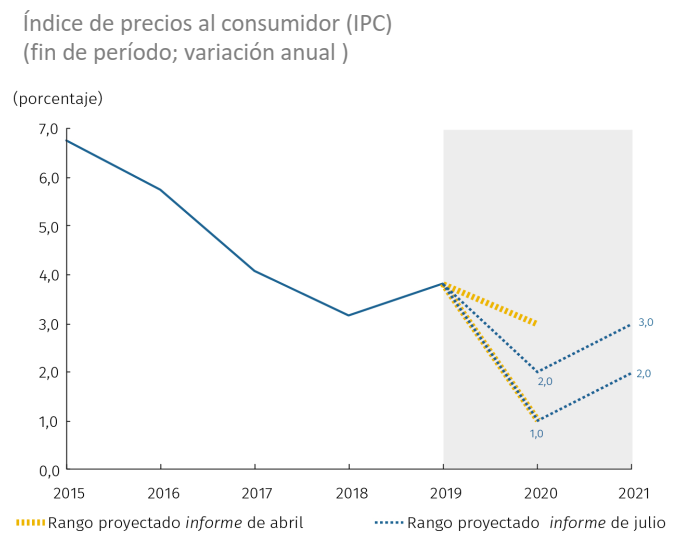 Índice de precios al consumidor (IPC)
(fin de período; variación anual )
(porcentaje)
7,0
6,0
5,0
4,0
3,0
2,0
1,0
0,0
3,0
2,0
2,0
1,0
2015 2016 2017 2018 2019 2020 2021
Rango proyectado informe de abril
Rango proyectado informe de julio